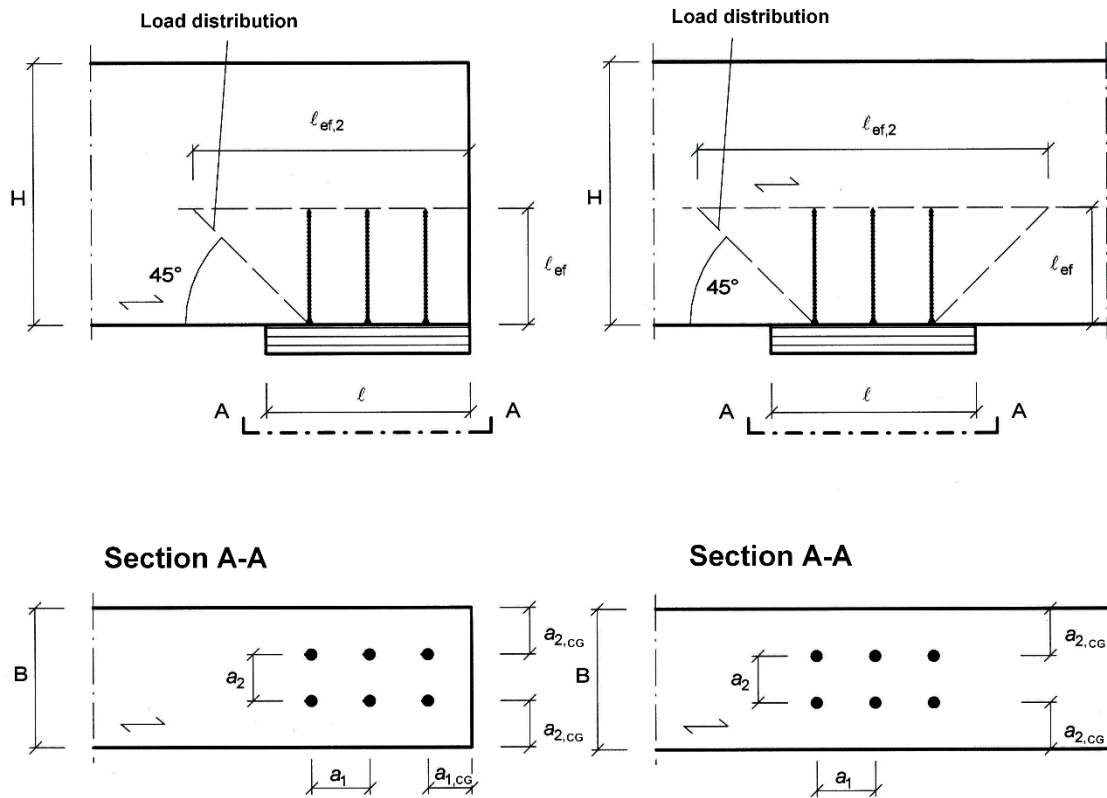 Load distribution
ℓef,2
H
45°
ℓef
ℓ
A A
Load distribution
ℓef,2
H
45°
ℓef
ℓ
A A
Section A-A
B
a2
a2,CG
a2,CG
a1
a1,CG
Section A-A
B
a2
a2,CG
a2,CG
a1